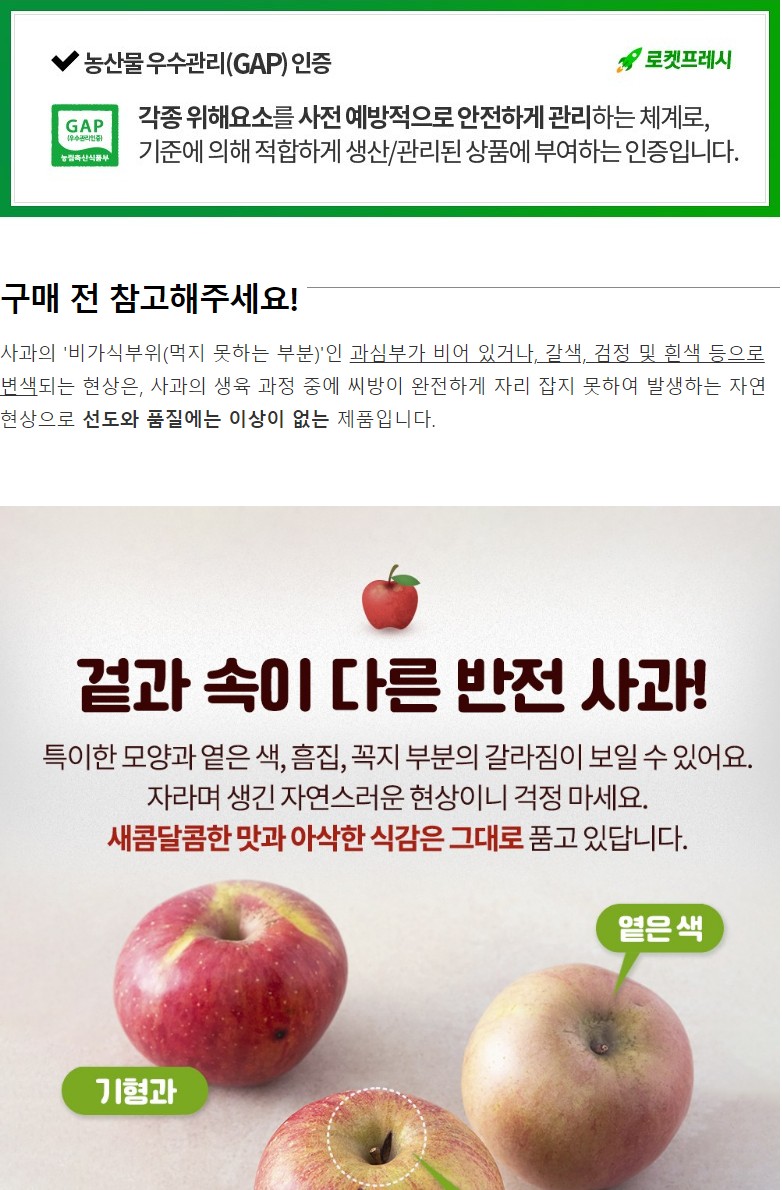 농산물 우수관리(GAP) 인증
로켓프레시
GAP
(우수관리인증)
농림축산식품부
각종 위해요소를 사전 예방적으로 안전하게 관리하는 체계로,
기준에 의해 적합하게 생산/관리된 상품에 부여하는 인증입니다.
구매 전 참고해주세요!
사과의 '비가식부위(먹지 못하는 부분)'인 과심부가 비어 있거나, 갈색, 검정 및 흰색 등으로
변색되는 현상은, 사과의 생육 과정 중에 씨방이 완전하게 자리 잡지 못하여 발생하는 자연
현상으로 선도와 품질에는 이상이 없는 제품입니다.
겉과 속이 다른 반전 사과!
특이한 모양과 옅은 색, 흠집, 꼭지 부분의 갈라짐이 보일 수 있어요.
자라며 생긴 자연스러운 현상이니 걱정 마세요.
새콤달콤한 맛과 아삭한 식감은 그대로 품고 있답니다.
옅은 색
기형과